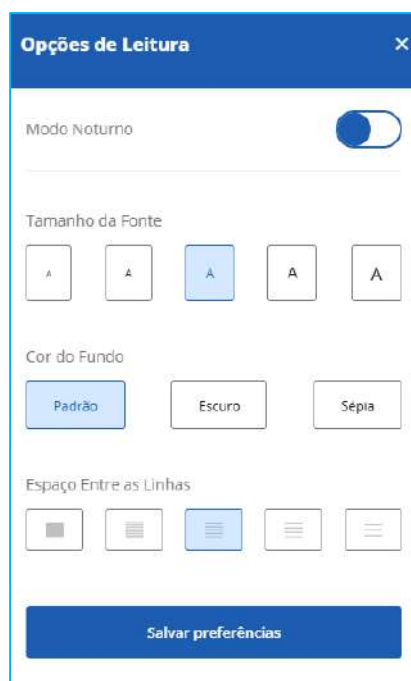 Opções de Leitura ×
Modo Noturno
Tamanho da Fonte
A A A A A
Cor do Fundo
Padrão Escuro Sépia
Espaço Entre as Linhas
Salvar preferências